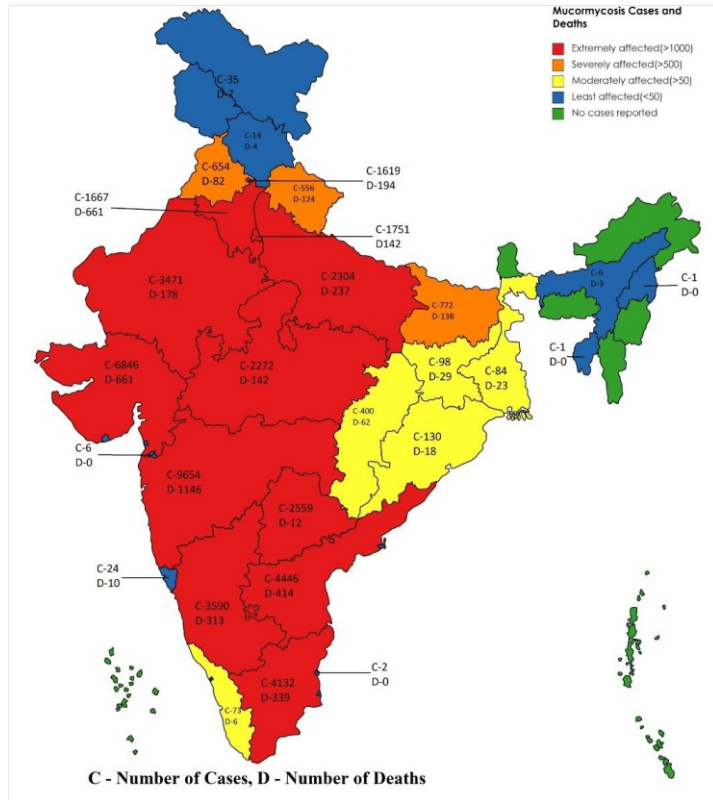 Mucormycosis Cases and
Deaths
Extremely affected(>1000)
Severely affected(>500)
Moderately affected(>50)
Least affected(<50)
No cases reported
C-35
D-7
C-14
D-4
C-654
D-82
C-1619
D-194
C-556
D-124
C-1667
D-661
C-1751
D142
C-3471
D-178
C-2304
D-237
C-6
D-3
C-1
D-0
C-772
D-138
C-6846
D-661
C-2272
D-142
C-98
D-29
C-84
D-23
C-1
D-0
C-400
D-62
C-130
D-18
C-6
D-0
C-9654
D-1146
C-2559
D-12
C-24
D-10
C-4446
D-414
C-3590
D-313
C-2
D-0
C-4132
D-339
C-73
D-6
C - Number of Cases, D - Number of Deaths